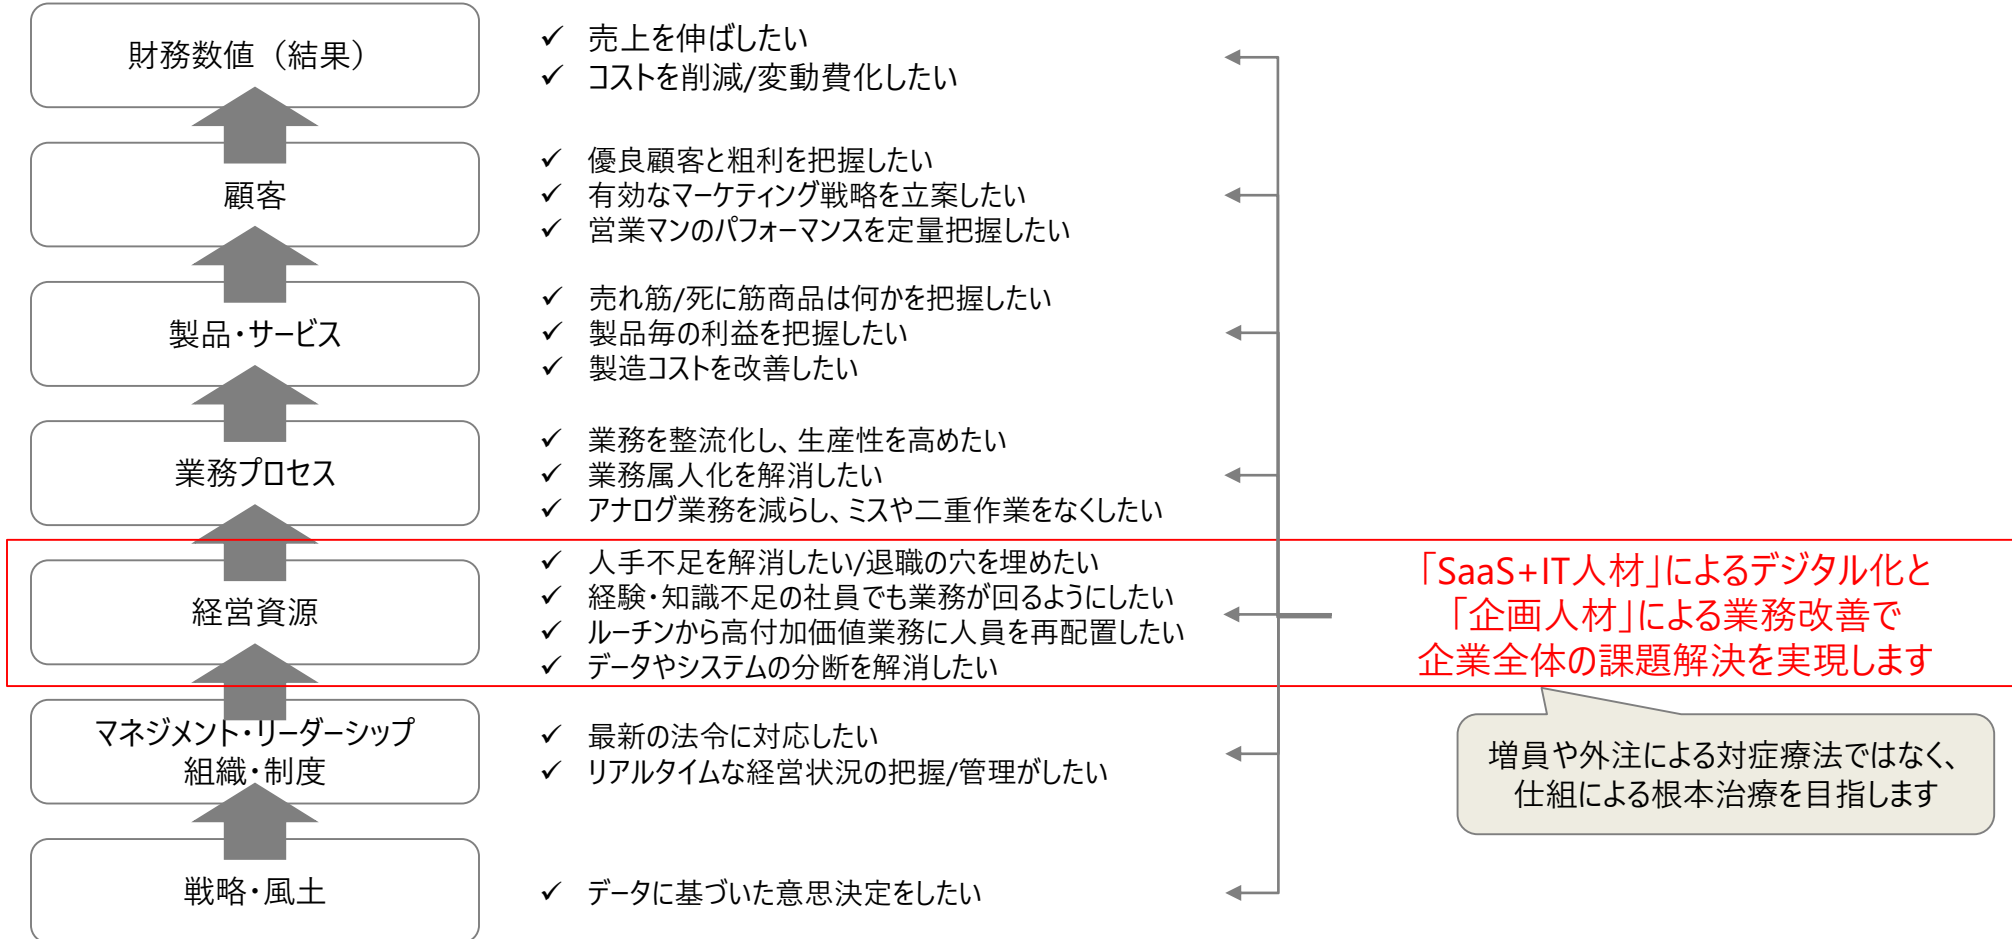 財務数値（結果）
✓ 売上を伸ばしたい
✓ コストを削減/変動費化したい
顧客
✓ 優良顧客と粗利を把握したい
✓ 有効なマーケティング戦略を立案したい
✓ 営業マンのパフォーマンスを定量把握したい
製品・サービス
✓ 売れ筋/死に筋商品は何かを把握したい
✓ 製品毎の利益を把握したい
✓ 製造コストを改善したい
業務プロセス
✓ 業務を整流化し、生産性を高めたい
✓ 業務属人化を解消したい
✓ アナログ業務を減らし、ミスや二重作業をなくしたい
経営資源
✓ 人手不足を解消したい/退職の穴を埋めたい
✓ 経験・知識不足の社員でも業務が回るようにしたい
✓ ルーチンから高付加価値業務に人員を再配置したい
✓ データやシステムの分断を解消したい
「SaaS+IT人材」によるデジタル化と
「企画人材」による業務改善で
企業全体の課題解決を実現します
マネジメント・リーダーシップ
組織・制度
✓ 最新の法令に対応したい
✓ リアルタイムな経営状況の把握/管理がしたい
増員や外注による対症療法ではなく、
仕組による根本治療を目指します
戦略・風土
✓ データに基づいた意思決定をしたい